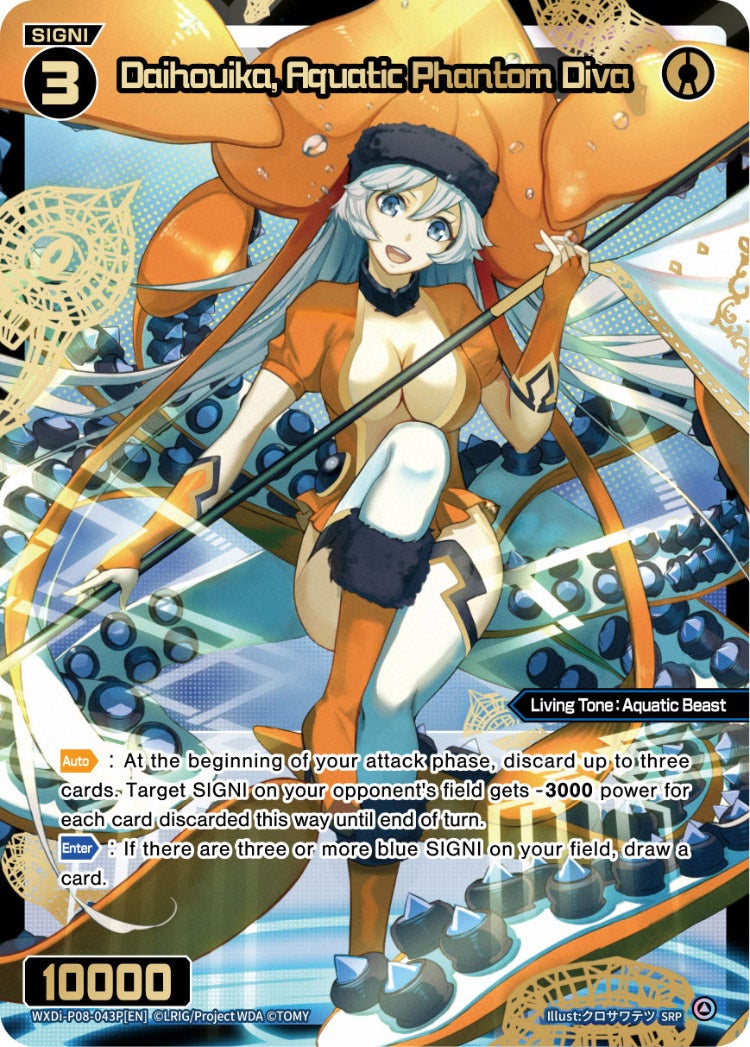 SIGNI
3 Daihouika, Aquatic Phantom Diva
Living Tone : Aquatic Beast
Auto : At the beginning of your attack phase, discard up to three
cards. Target SIGNI on your opponent's field gets -3000 power for
each card discarded this way until end of turn.
Enter : If there are three or more blue SIGNI on your field, draw a
card.
10000
WXDi-P08-043P[EN] ©LRIG/Project WDA ©TOMY
Illust:クロサワテツ SRP